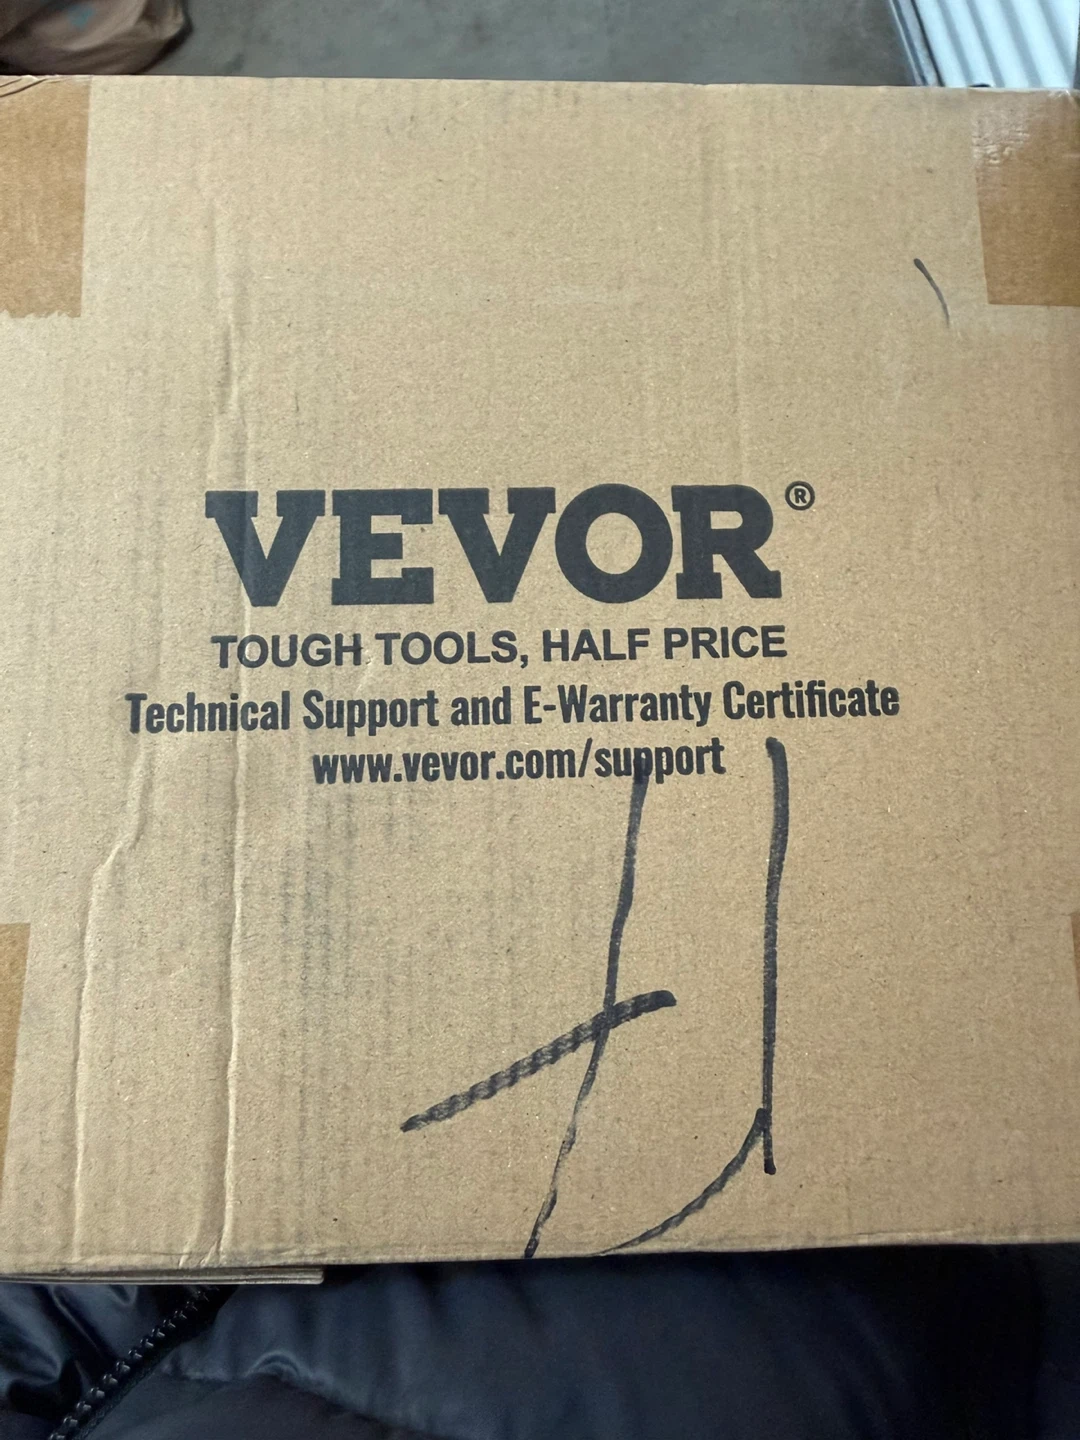 VEVOR®
TOUGH TOOLS, HALF PRICE
Technical Support and E-Warranty Certificate
www.vevor.com/support